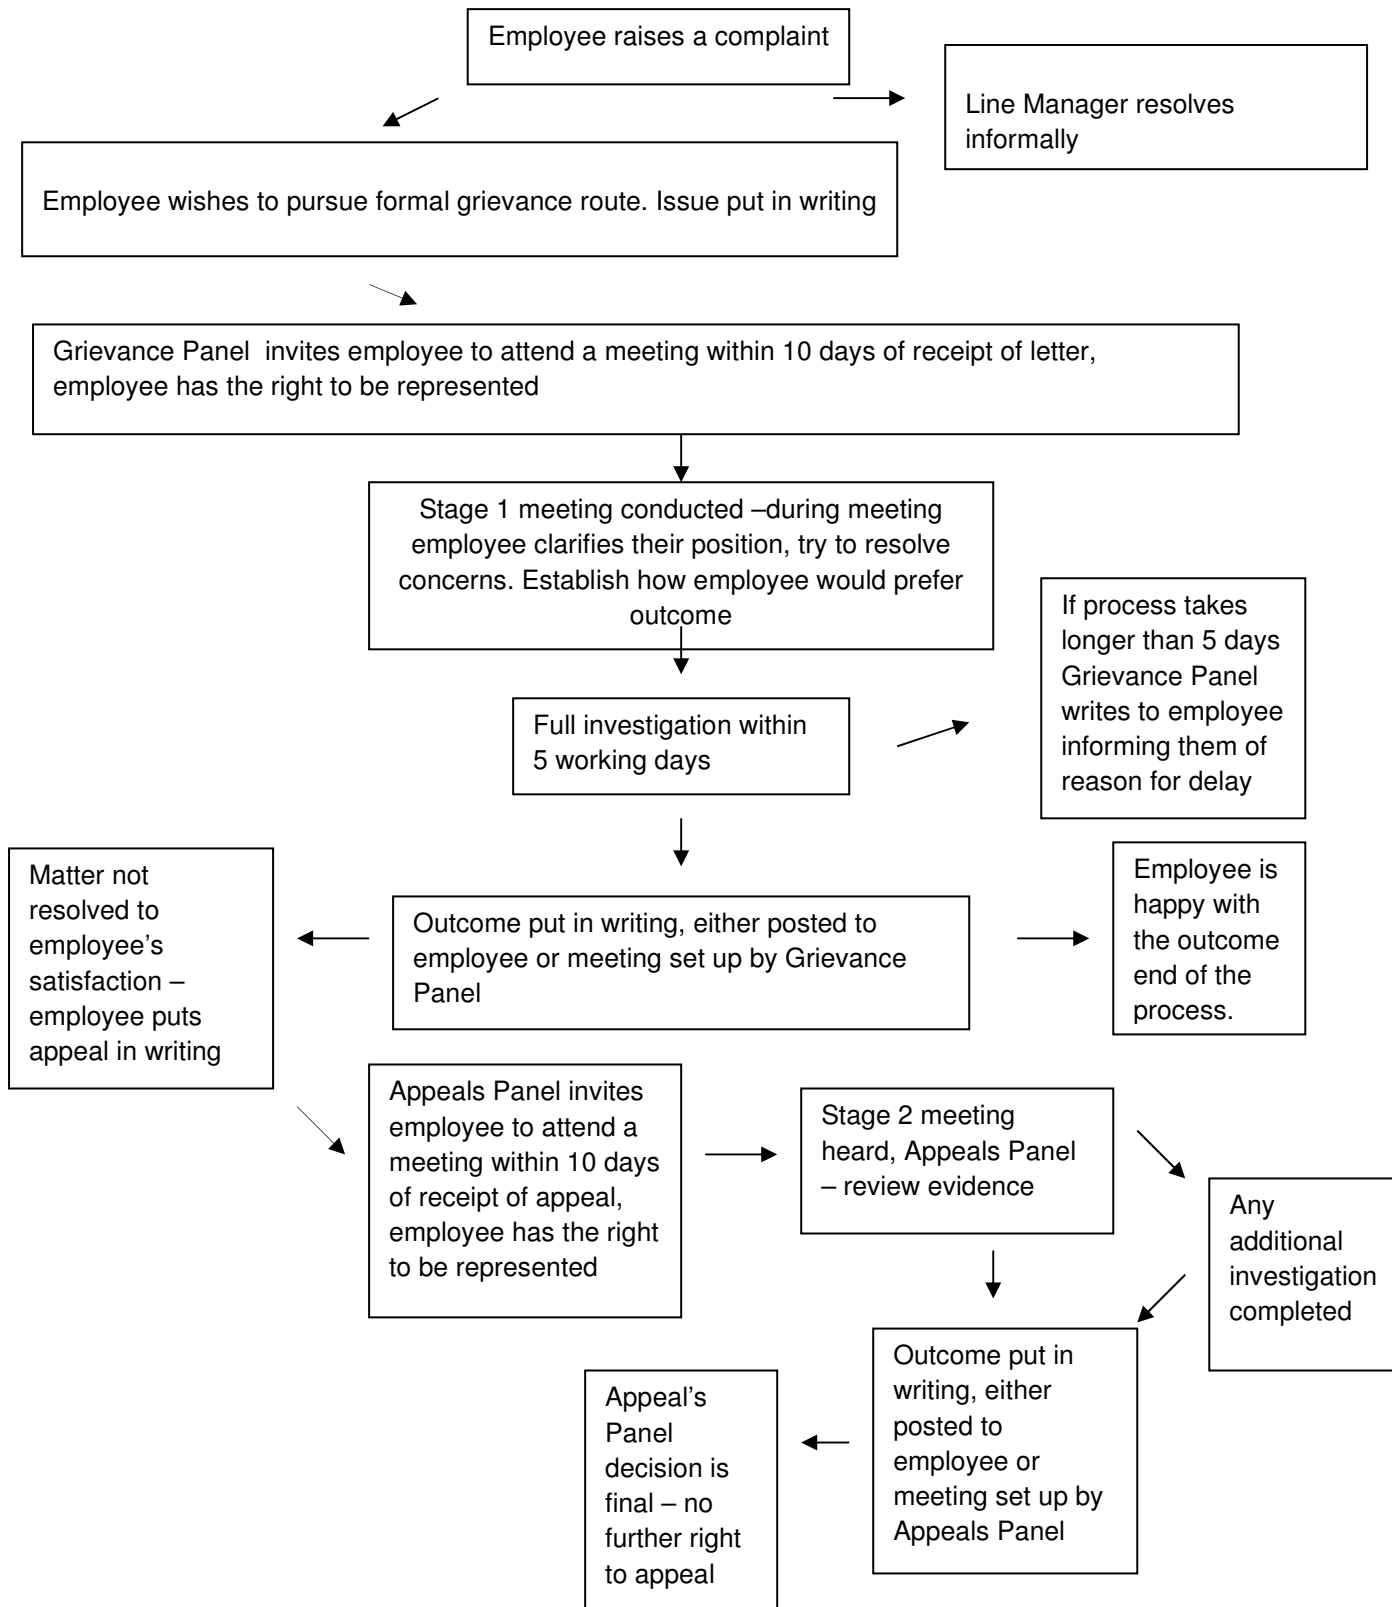 Employee raises a complaint
Line Manager resolves
informally
Employee wishes to pursue formal grievance route. Issue put in writing
Grievance Panel  invites employee to attend a meeting within 10 days of receipt of letter,
employee has the right to be represented
Stage 1 meeting conducted –during meeting
employee clarifies their position, try to resolve
concerns. Establish how employee would prefer
outcome
If process takes
longer than 5 days
Grievance Panel
writes to employee
informing them of
reason for delay
Full investigation within
5 working days
Matter not
resolved to
employee’s
satisfaction –
employee puts
appeal in writing
Outcome put in writing, either posted to
employee or meeting set up by Grievance
Panel
Employee is
happy with
the outcome
end of the
process.
Appeals Panel invites
employee to attend a
meeting within 10 days
of receipt of appeal,
employee has the right
to be represented
Stage 2 meeting
heard, Appeals Panel
– review evidence
Any
additional
investigation
completed
Outcome put in
writing, either
posted to
employee or
meeting set up by
Appeals Panel
Appeal’s
Panel
decision is
final – no
further right
to appeal